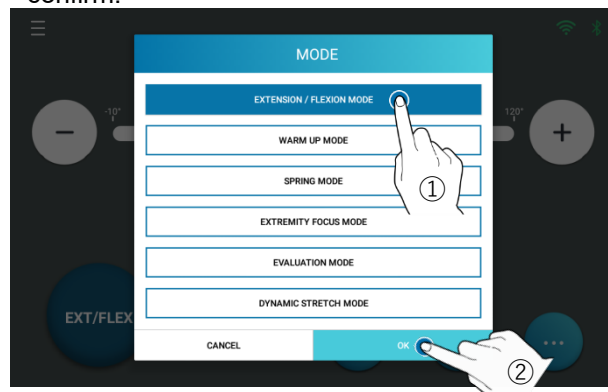 confirm.
MODE
EXTENSION / FLEXION MODE
-10°
120°
WARM UP MODE
SPRING MODE
①
EXTREMITY FOCUS MODE
EVALUATION MODE
DYNAMIC STRETCH MODE
EXT/FLEX
CANCEL
OK
②